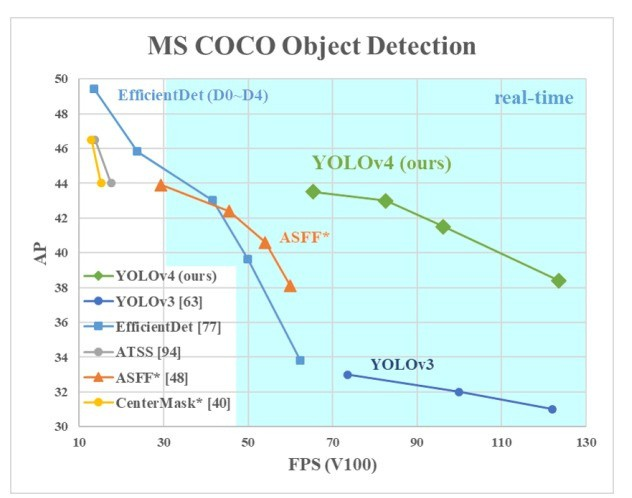 MS COCO Object Detection
50
EfficientDet (D0~D4)
real-time
48
46
YOLOv4 (ours)
44
42
ASFF*
AP
40
YOLOv4 (ours)
38
YOLOv3 [63]
36
EfficientDet [77]
34
ATSS [94]
YOLOv3
ASFF* [48]
32
CenterMask* [40]
30
10 30 50 70 90 110 130
FPS (V100)